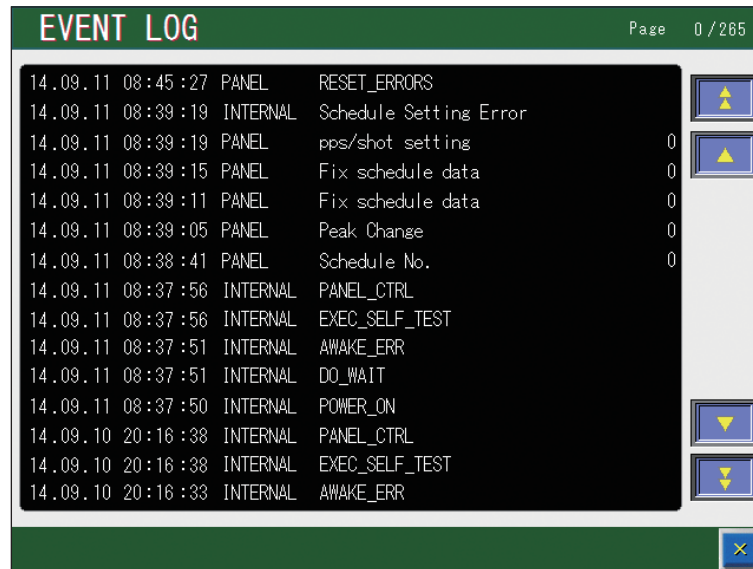 EVENT LOG Page 0/265
14.09.11 08:45:27 PANEL RESET_ERRORS
14.09.11 08:39:19 INTERNAL Schedule Setting Error
14.09.11 08:39:19 PANEL pps/shot setting 0
14.09.11 08:39:15 PANEL Fix schedule data 0
14.09.11 08:39:11 PANEL Fix schedule data 0
14.09.11 08:39:05 PANEL Peak Change 0
14.09.11 08:38:41 PANEL Schedule No. 0
14.09.11 08:37:56 INTERNAL PANEL_CTRL
14.09.11 08:37:56 INTERNAL EXEC_SELF_TEST
14.09.11 08:37:51 INTERNAL AWAKE_ERR
14.09.11 08:37:51 INTERNAL DO_WAIT
14.09.11 08:37:50 INTERNAL POWER_ON
14.09.10 20:16:38 INTERNAL PANEL_CTRL
14.09.10 20:16:38 INTERNAL EXEC_SELF_TEST
14.09.10 20:16:33 INTERNAL AWAKE_ERR